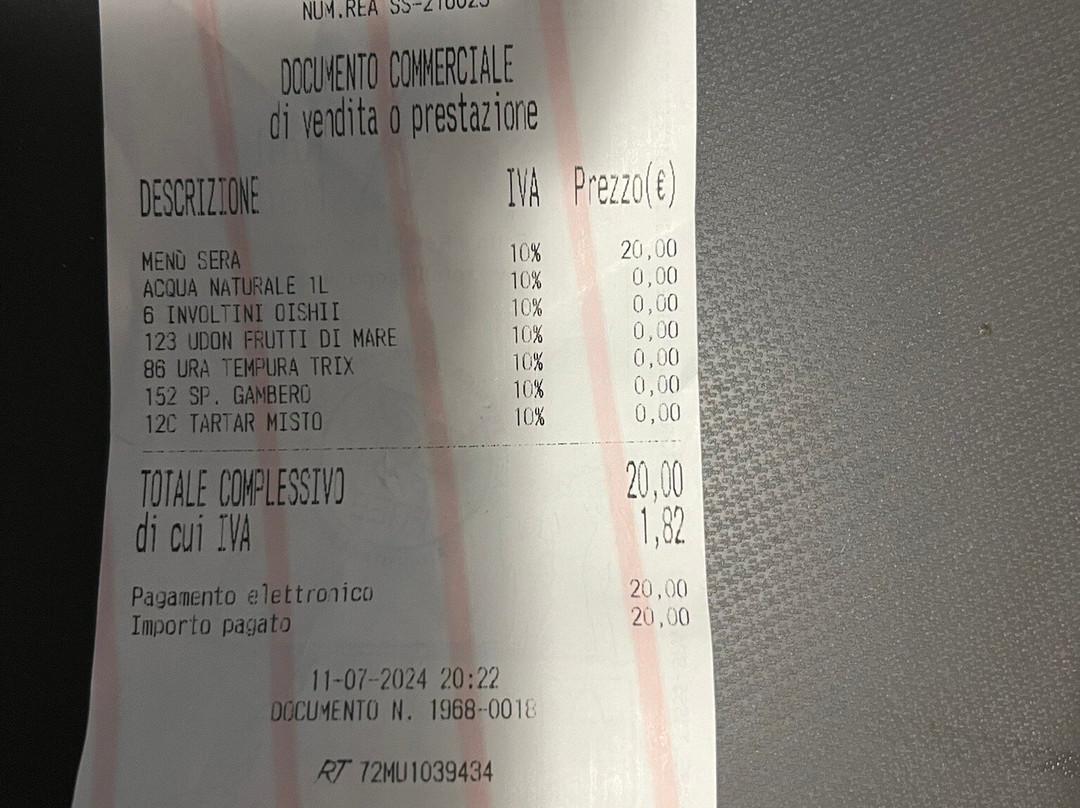 NUM.REA SS-210025
DOCUMENTO COMMERCIALE
di vendita o prestazione
DESCRIZIONE IVA Prezzo(€)
MENÙ SERA 10% 20,00
ACQUA NATURALE 1L 10% 0,00
6 INVOLTINI OISHII 10% 0,00
123 UDON FRUTTI DI MARE 10% 0,00
86 URA TEMPURA TRIX 10% 0,00
152 SP. GAMBERO 10% 0,00
12C TARTAR MISTO 10% 0,00
TOTALE COMPLESSIVO 20,00
di cui IVA 1,82
Pagamento elettronico 20,00
Importo pagato 20,00
11-07-2024 20:22
DOCUMENTO N. 1968-0018
RT 72MU1039434